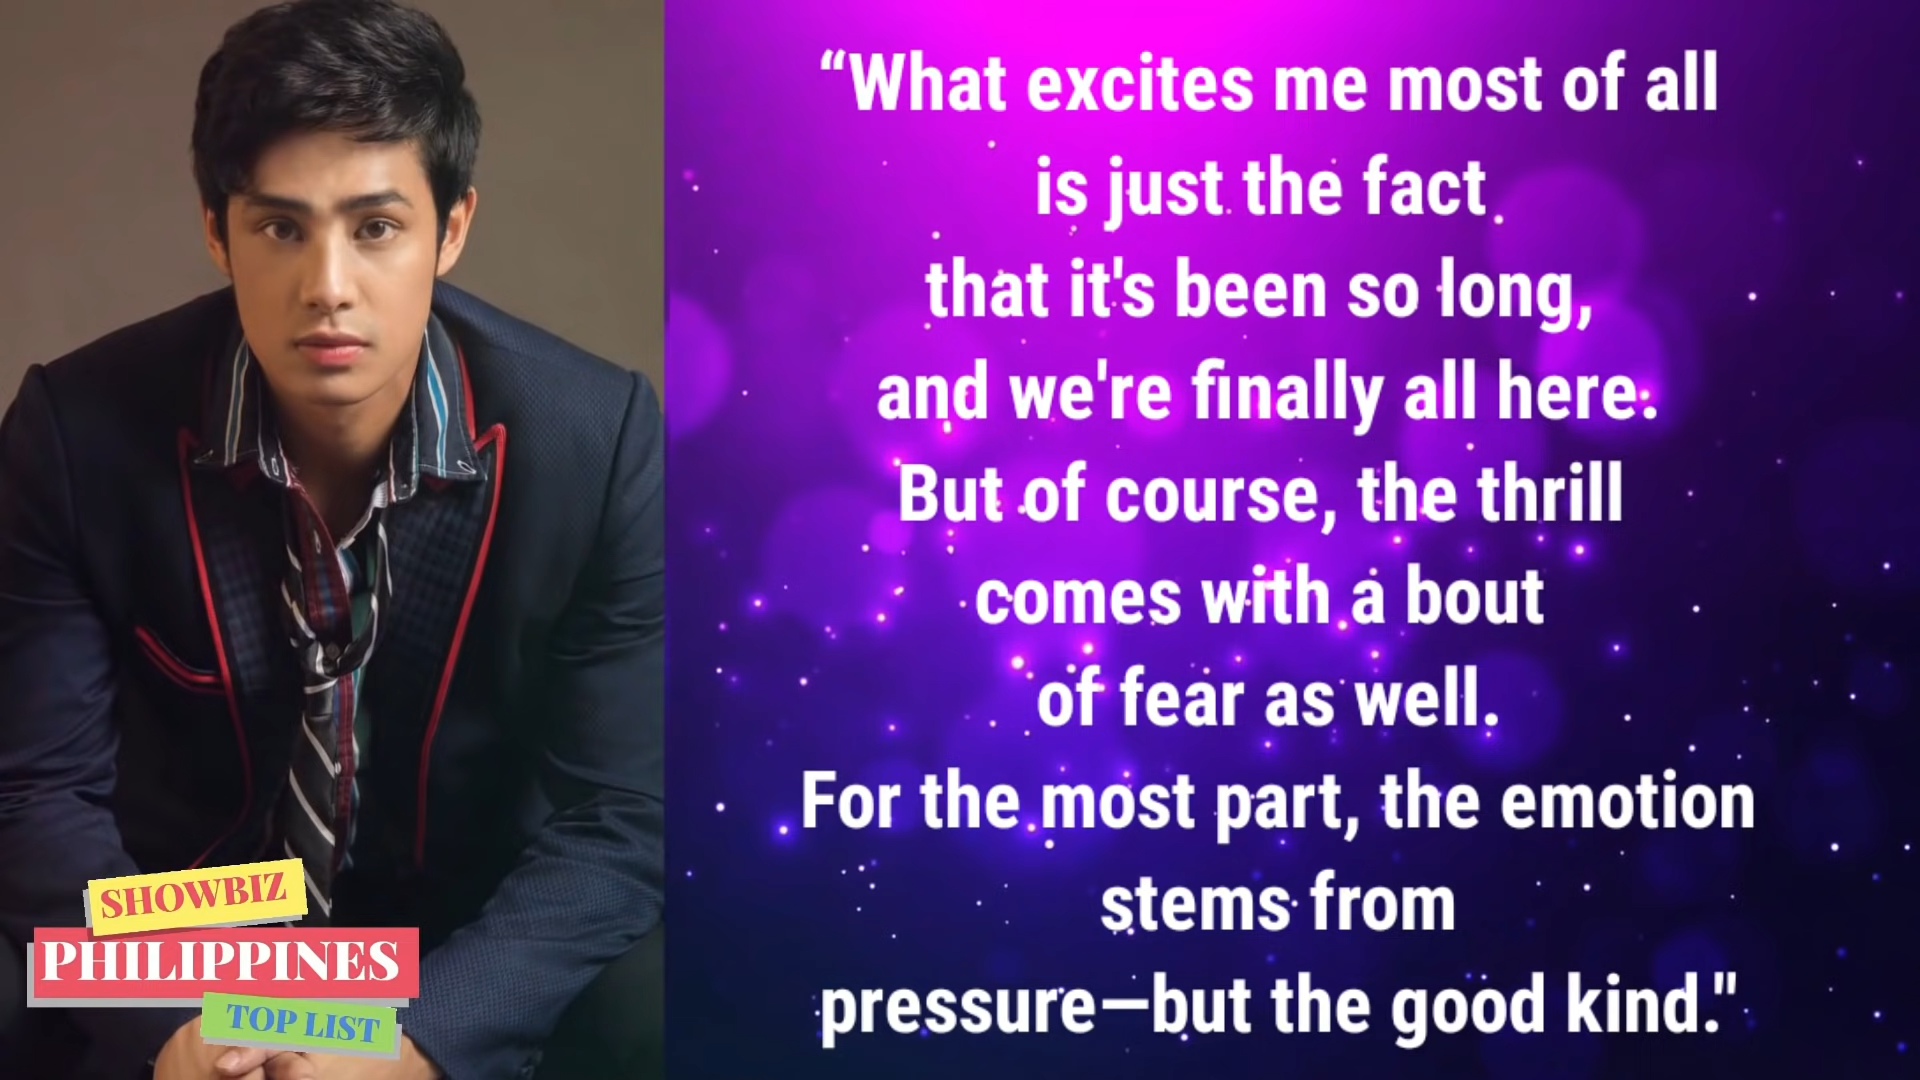 “What excites me most of all
is just the fact
that it's been so long,
and we're finally all here.
But of course, the thrill
comes with a bout
of fear as well.
For the most part, the emotion
stems from
pressure—but the good kind."
SHOWBIZ
PHILIPPINES
TOP LIST